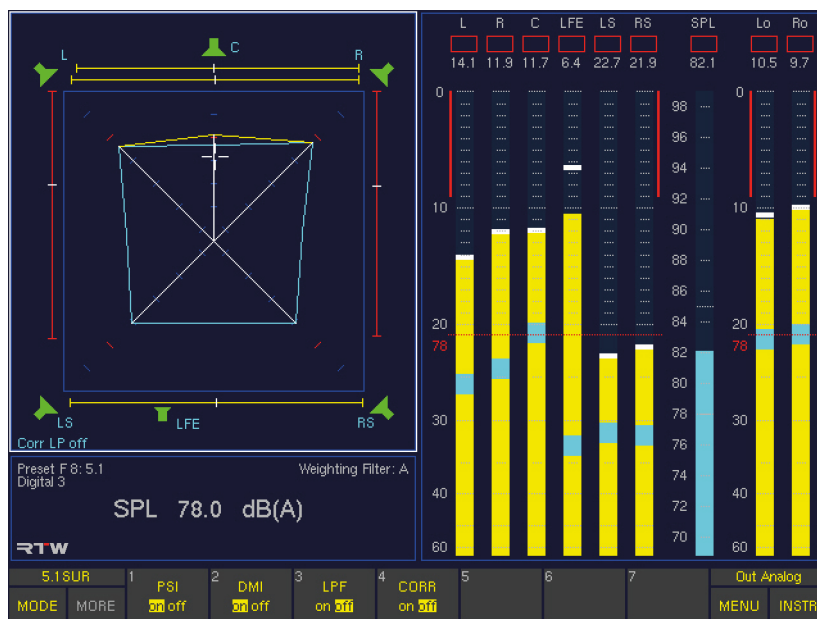 L R C LFE LS RS SPL Lo Ro
14.1 11.9 11.7 6.4 22.7 21.9 82.1 10.5 9.7
L C R
LS LFE RS
Corr LP off
0 98 0
96
94
92
10 90 10
88
86
20 84 20
78 82 78
80
30 78 30
76
74
40 72 40
70
60 60
Preset F 8: 5.1 Weighting Filter: A
Digital 3
SPL 78.0 dB(A)
RTW
5.1SUR 1 PSI 2 DMI 3 LPF 4 CORR 5 6 7 Out Analog
MODE MORE on off on off on off on off MENU INSTR